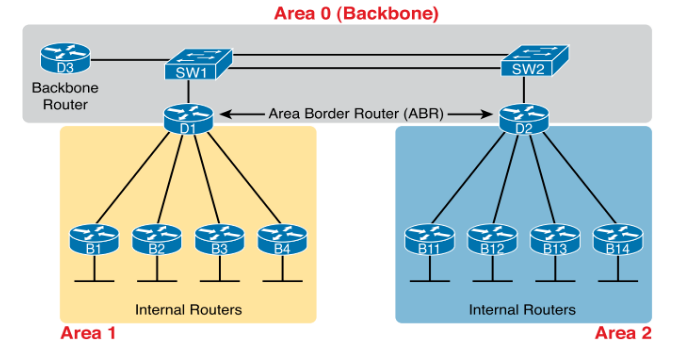 Area 0 (Backbone)
D3
SW1
SW2
Backbone
Router
D1
Area Border Router (ABR)
D2
B1
B2
B3
B4
B11
B12
B13
B14
Internal Routers
Internal Routers
Area 1
Area 2